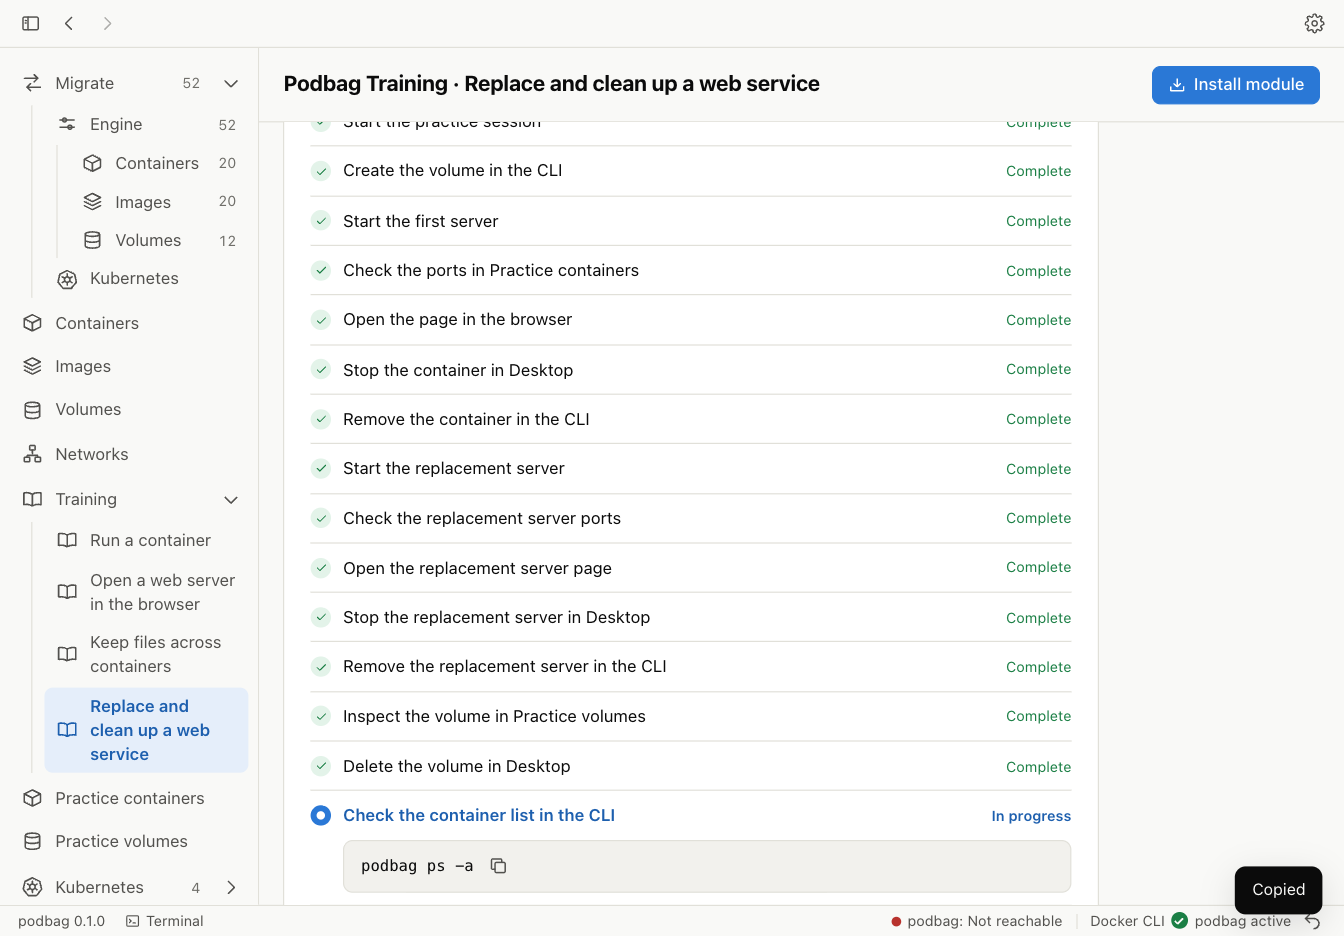 Migrate 52
Engine 52
Containers 20
Images 20
Volumes 12
Kubernetes
Containers
Images
Volumes
Networks
Training
Run a container
Open a web server
in the browser
Keep files across
containers
Replace and
clean up a web
service
Practice containers
Practice volumes
Kubernetes 4
Podbag Training · Replace and clean up a web service
Install module
Start the practice session Complete
Create the volume in the CLI Complete
Start the first server Complete
Check the ports in Practice containers Complete
Open the page in the browser Complete
Stop the container in Desktop Complete
Remove the container in the CLI Complete
Start the replacement server Complete
Check the replacement server ports Complete
Open the replacement server page Complete
Stop the replacement server in Desktop Complete
Remove the replacement server in the CLI Complete
Inspect the volume in Practice volumes Complete
Delete the volume in Desktop Complete
Check the container list in the CLI In progress
podbag ps -a
Copied
podbag 0.1.0 Terminal podbag: Not reachable Docker CLI podbag active